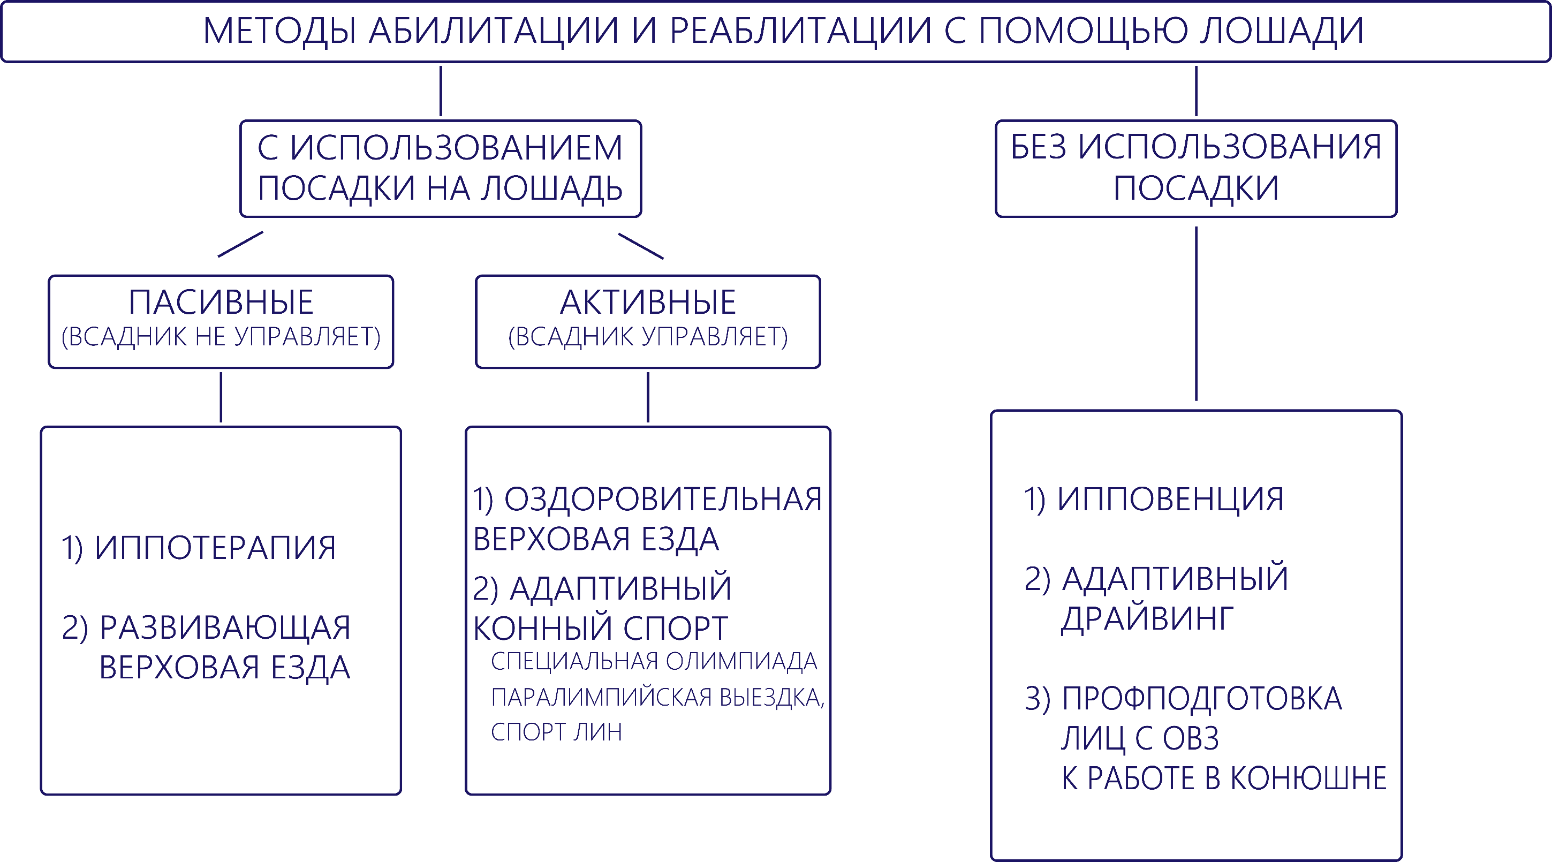 МЕТОДЫ АБИЛИТАЦИИ И РЕАБЛИТАЦИИ С ПОМОЩЬЮ ЛОШАДИ
С ИСПОЛЬЗОВАНИЕМ
ПОСАДКИ НА ЛОШАДЬ
БЕЗ ИСПОЛЬЗОВАНИЯ
ПОСАДКИ
ПАСИВНЫЕ
(ВСАДНИК НЕ УПРАВЛЯЕТ)
АКТИВНЫЕ
(ВСАДНИК УПРАВЛЯЕТ)
1) ИППОТЕРАПИЯ
2) РАЗВИВАЮЩАЯ
ВЕРХОВАЯ ЕЗДА
1) ОЗДОРОВИТЕЛЬНАЯ
ВЕРХОВАЯ ЕЗДА
2) АДАПТИВНЫЙ
КОННЫЙ СПОРТ
СПЕЦИАЛЬНАЯ ОЛИМПИАДА
ПАРАЛИМПИЙСКАЯ ВЫЕЗДКА,
СПОРТ ЛИН
1) ИППОВЕНЦИЯ
2) АДАПТИВНЫЙ
ДРАЙВИНГ
3) ПРОФПОДГОТОВКА
ЛИЦ С ОВЗ
К РАБОТЕ В КОНЮШНЕ